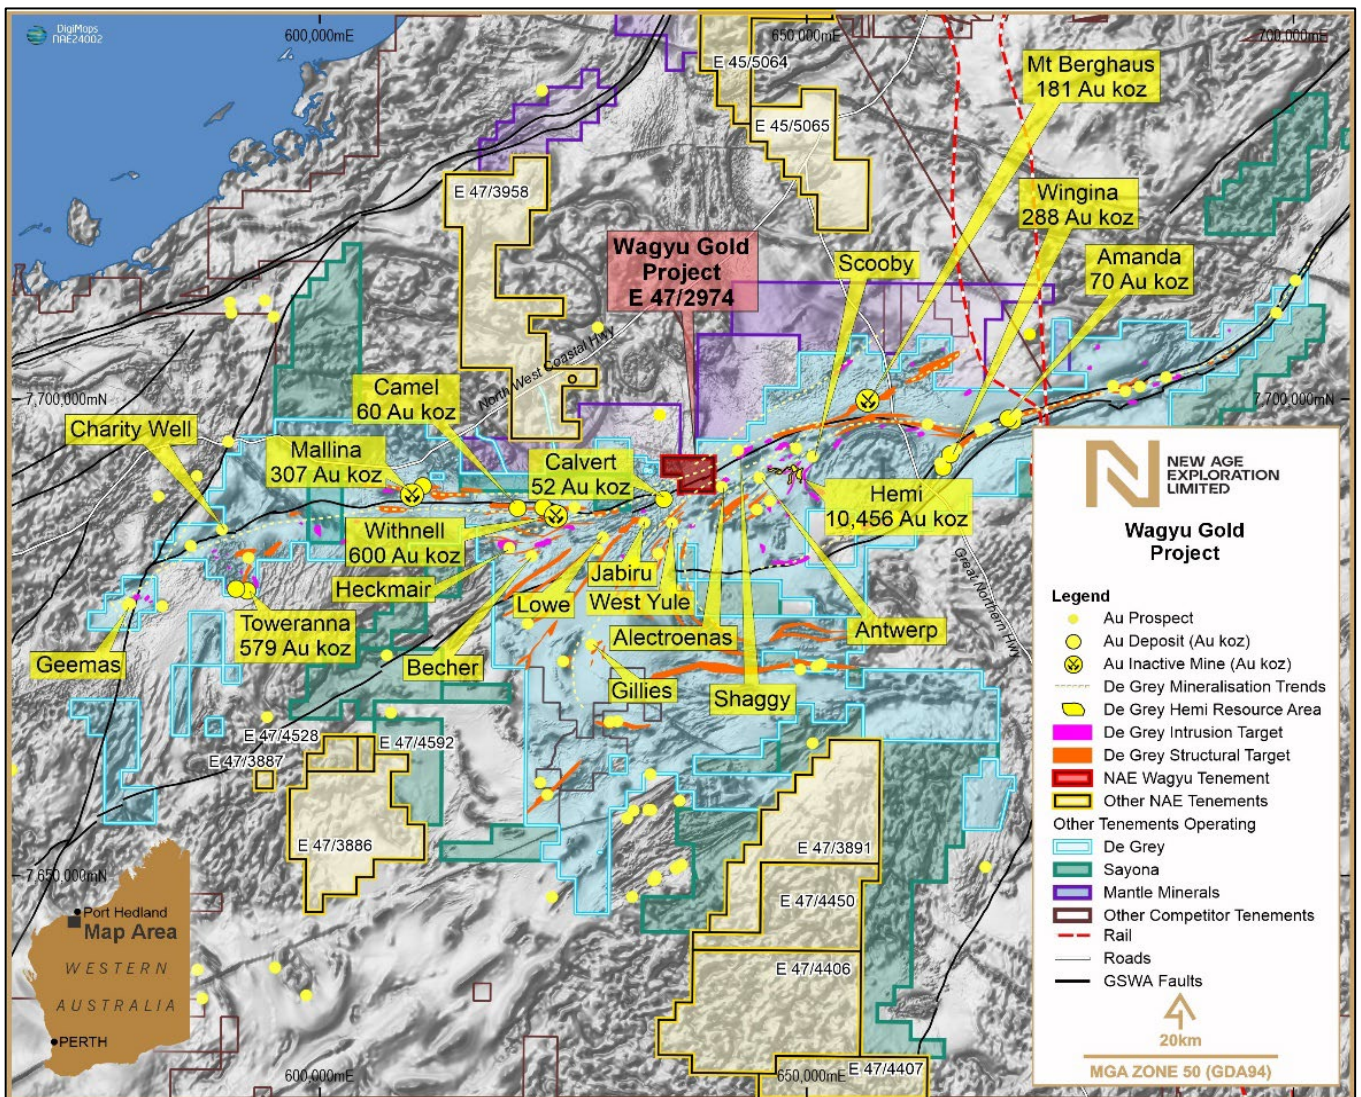 DigiMaps
NAE24002
600,000mE
650,000mE
700,000mE
E 45/5064
Mt Berghaus
181 Au koz
E 45/5065
E 47/3958
Wingina
288 Au koz
Wagyu Gold
Project
E 47/2974
Scooby
Amanda
70 Au koz
North West Coastal Hwy
Camel
60 Au koz
7,700,000mN
7,700,000mN
Charity Well
Mallina
307 Au koz
Calvert
52 Au koz
Hemi
10,456 Au koz
Withnell
600 Au koz
Great Northern Hwy
Heckmair
Jabiru
Lowe
West Yule
Toweranna
579 Au koz
Alectroenas
Antwerp
Geemas
Becher
Gillies
Shaggy
E 47/4528
E 47/4592
E 47/3887
E 47/3886
E 47/3891
7,650,000mN
E 47/4450
E 47/4406
E 47/4407
600,000mE
650,000mE
Port Hedland
Map Area
WESTERN
AUSTRALIA
PERTH
NEW AGE
EXPLORATION
LIMITED
Wagyu Gold
Project
Legend
Au Prospect
Au Deposit (Au koz)
Au Inactive Mine (Au koz)
De Grey Mineralisation Trends
De Grey Hemi Resource Area
De Grey Intrusion Target
De Grey Structural Target
NAE Wagyu Tenement
Other NAE Tenements
Other Tenements Operating
De Grey
Sayona
Mantle Minerals
Other Competitor Tenements
Rail
Roads
GSWA Faults
20km
MGA ZONE 50 (GDA94)